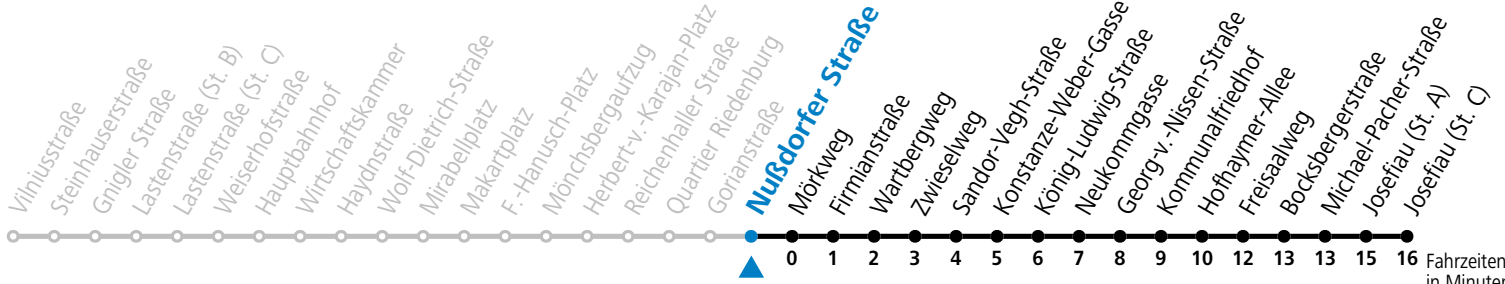 Vilniusstraße
Steinhauserstraße
Gnigler Straße
Lastenstraße (St. B)
Lastenstraße (St. C)
Weiserhofstraße
Hauptbahnhof
Wirtschaftskammer
Haydnstraße
Wolf-Dietrich-Straße
Mirabellplatz
Makartplatz
F.-Hanusch-Platz
Mönchsbergaufzug
Herbert-v.-Karajan-Platz
Reichenhaller Straße
Quartier Riedenburg
Gorianstraße
Nußdorfer Straße
Mörkweg
Firmianstraße
Wartbergweg
Zwieselweg
Sandor-Vegh-Straße
Konstanze-Weber-Gasse
König-Ludwig-Straße
Neukommgasse
Georg-v.-Nissen-Straße
Kommunalfriedhof
Hofhaymer-Allee
Freisaalweg
Bocksbergerstraße
Michael-Pacher-Straße
Josefiau (St. A)
Josefiau (St. C)
0 1 2 3 4 5 6 7 8 9 10 12 13 13 15 16
Fahrzeiten
in Minuten